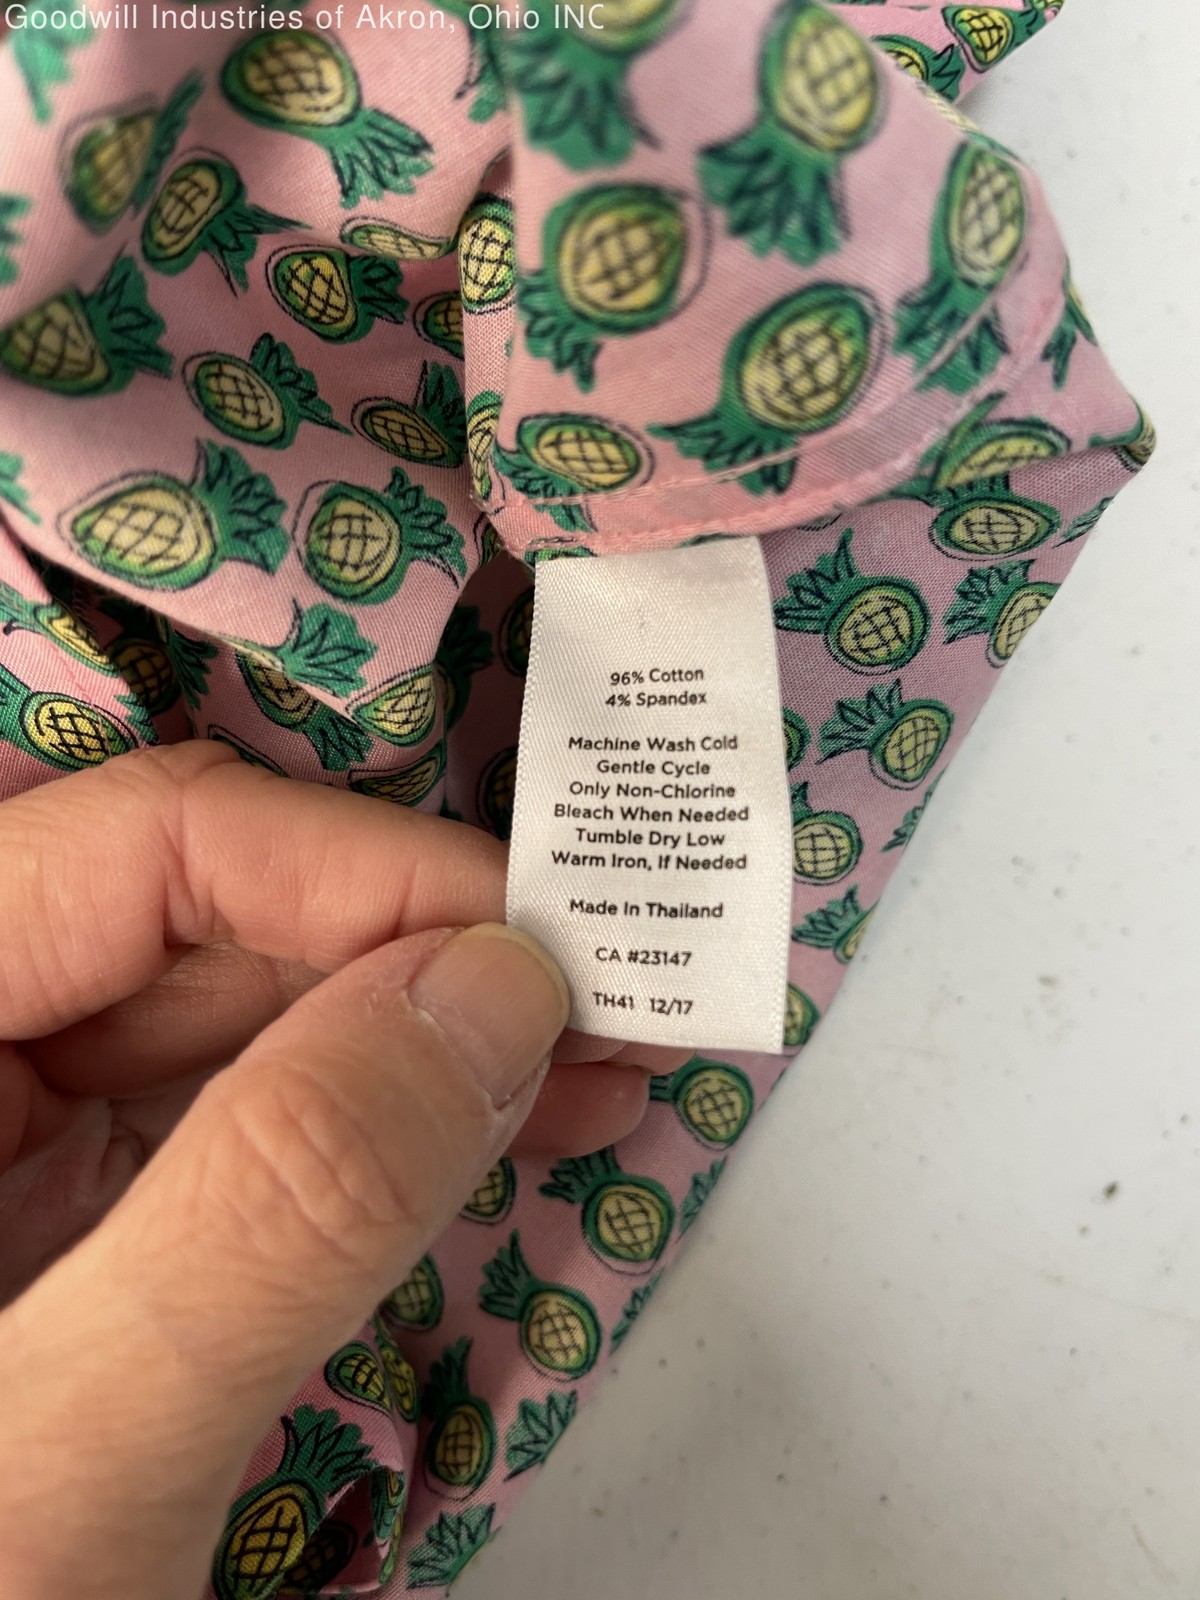 Goodwill Industries of Akron, Ohio INC
96% Cotton
4% Spandex
Machine Wash Cold
Gentle Cycle
Only Non-Chlorine
Bleach When Needed
Tumble Dry Low
Warm Iron, If Needed
Made In Thailand
CA #23147
TH41 12/17